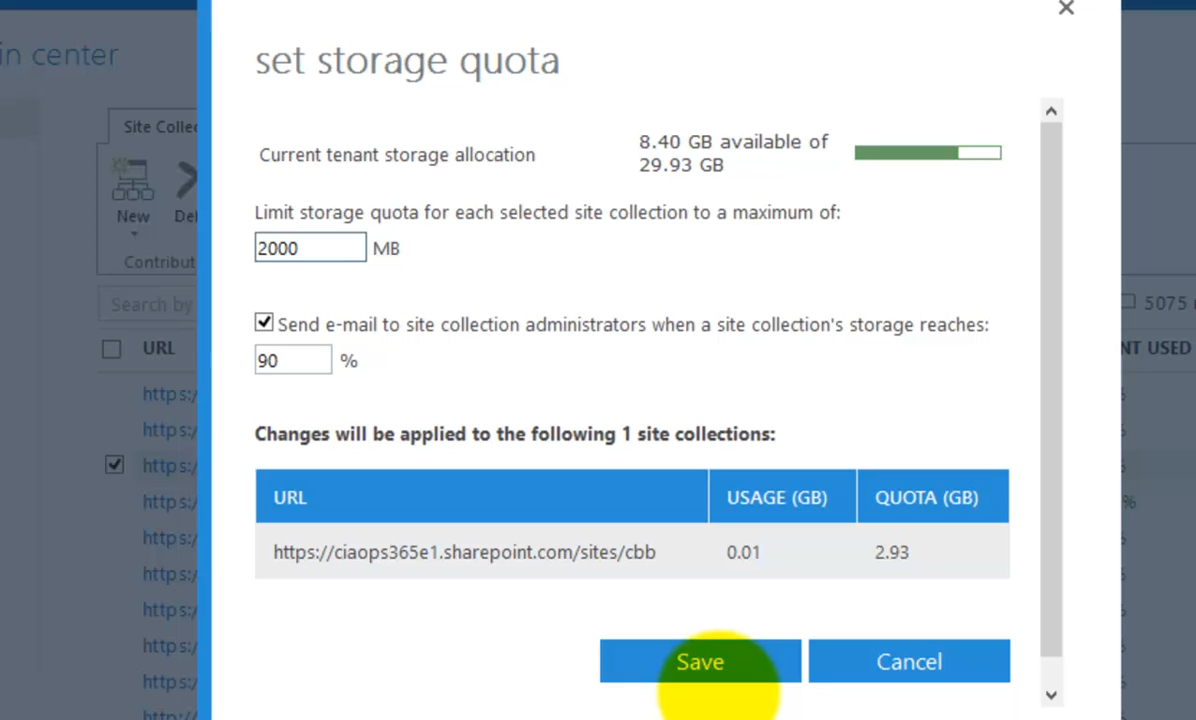 in center
set storage quota
Current tenant storage allocation
8.40 GB available of
29.93 GB
Site Collec
New
Del
Contribut
Limit storage quota for each selected site collection to a maximum of:
2000 MB
Search by
5075
Send e-mail to site collection administrators when a site collection's storage reaches:
90 %
URL
NT USED
https:/
https:/
https:/
https:/
https:/
https:/
https:/
https:/
https:/
Changes will be applied to the following 1 site collections:
URL USAGE (GB) QUOTA (GB)
https://ciaops365e1.sharepoint.com/sites/cbb 0.01 2.93
%
Save Cancel